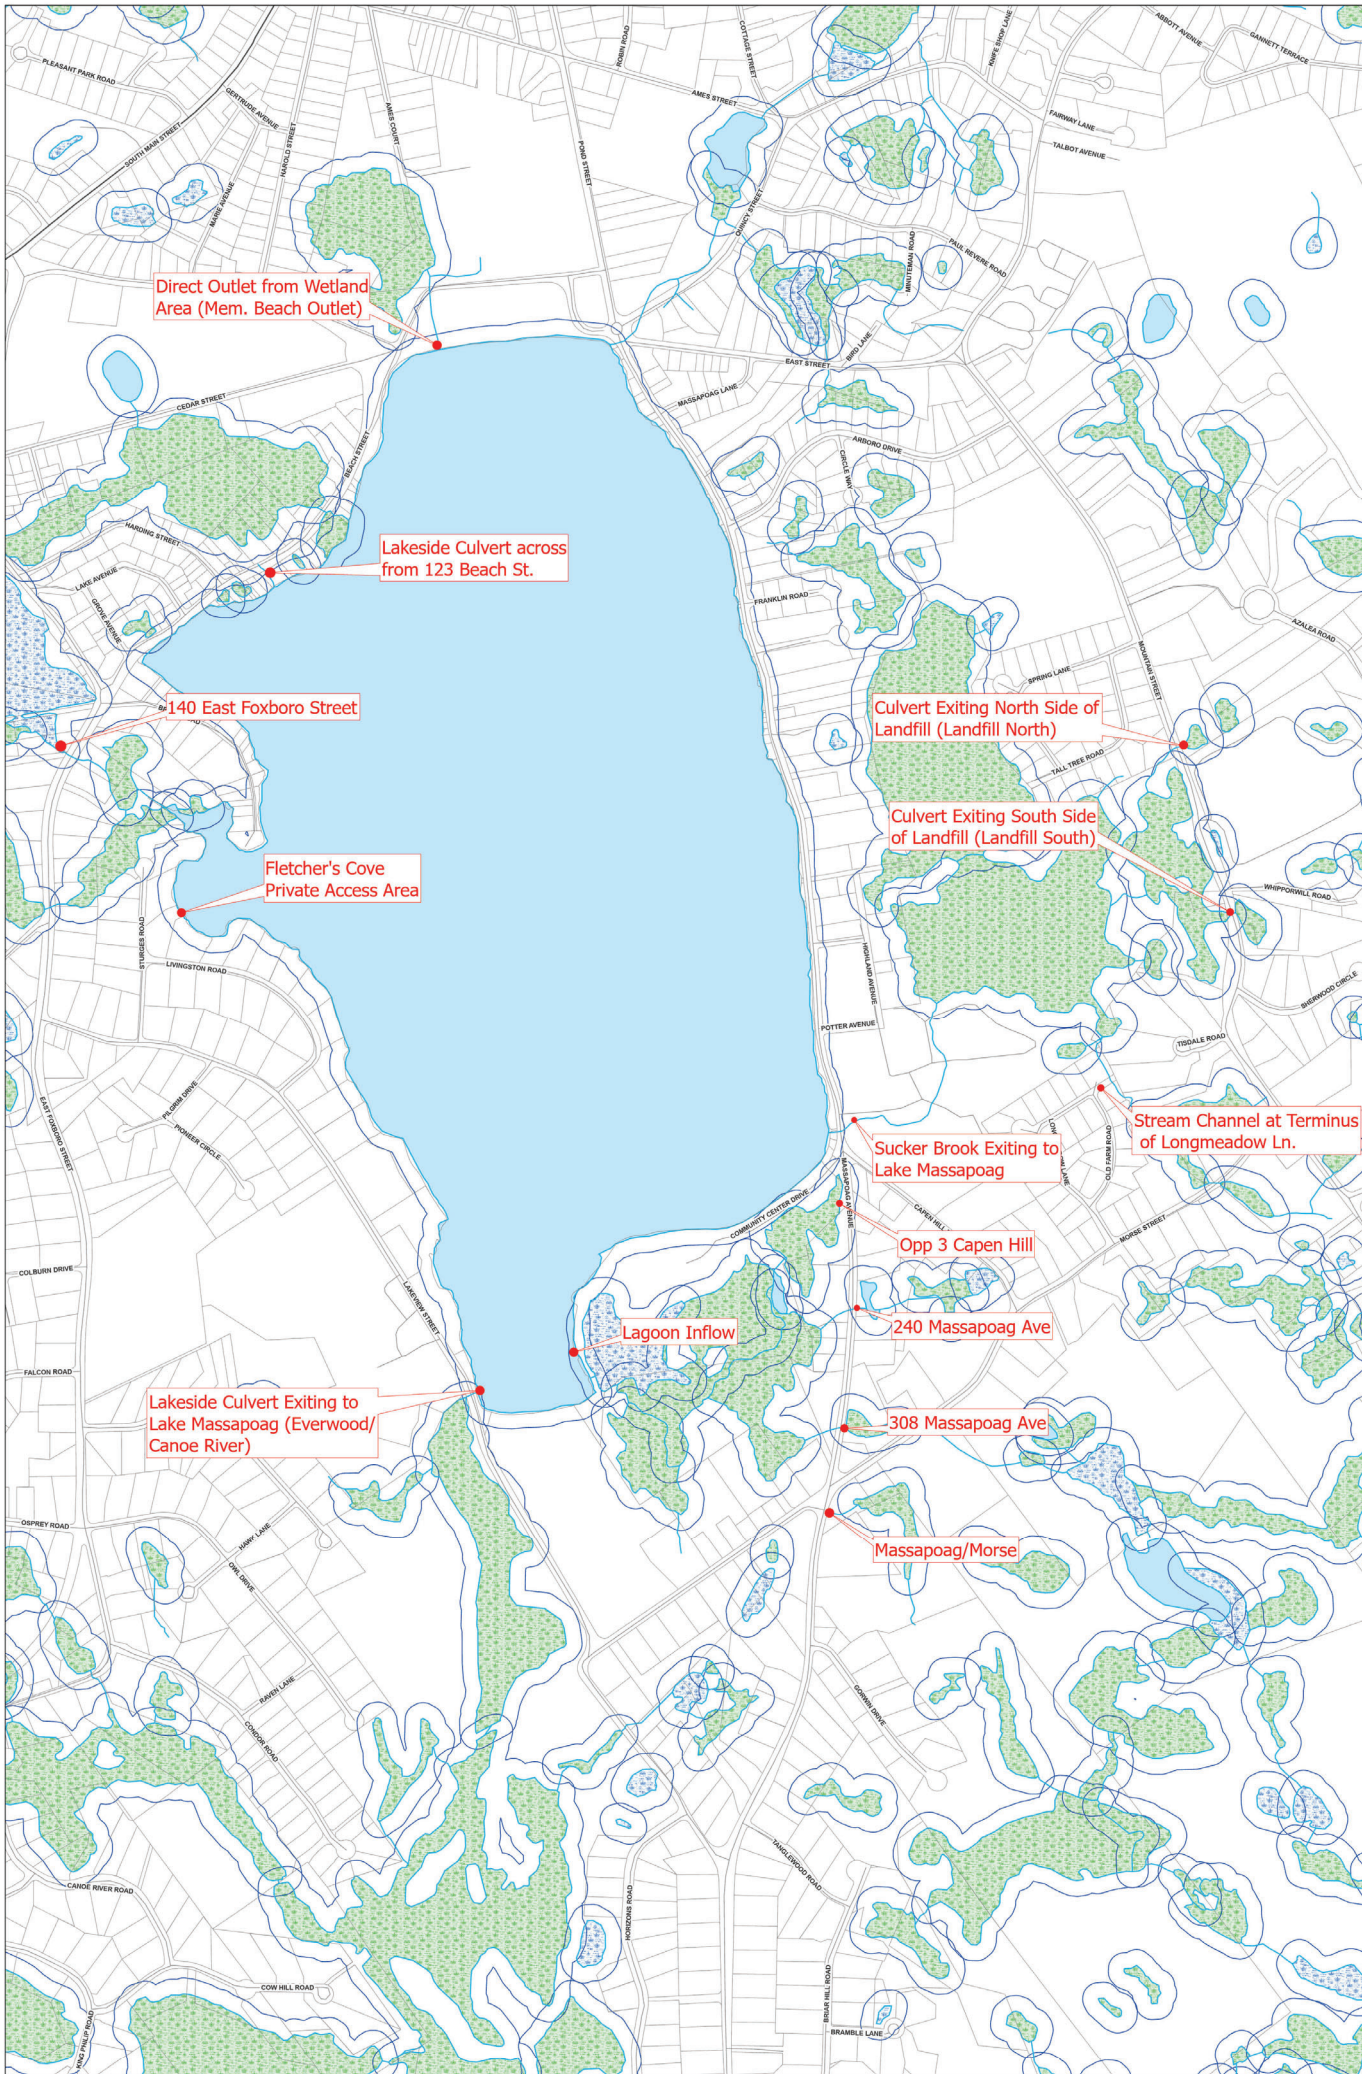 COTTAGE STREET
ROBIN ROAD
KNIFE SHOP LANE
ABBOTT AVENUE
GANNETT TERRACE
PLEASANT PARK ROAD
GERTRUDE AVENUE
AMES COURT
AMES STREET
FAIRWAY LANE
TALBOT AVENUE
SOUTH MAIN STREET
HAROLD STREET
POND STREET
MARIE AVENUE
QUINCY STREET
PAUL REVERE ROAD
MINUTEMAN ROAD
Direct Outlet from Wetland
Area (Mem. Beach Outlet)
BIRD LANE
EAST STREET
MASSAPOAG LANE
CEDAR STREET
BEACH STREET
ARBORO DRIVE
CIRCLE WAY
HARDING STREET
Lakeside Culvert across
from 123 Beach St.
LAKE AVENUE
GROVE AVENUE
FRANKLIN ROAD
AZALEA ROAD
MOUNTAIN STREET
SPRING LANE
140 East Foxboro Street
Culvert Exiting North Side of
Landfill (Landfill North)
TALL TREE ROAD
Culvert Exiting South Side
of Landfill (Landfill South)
Fletcher's Cove
Private Access Area
WHIPPORWILL ROAD
STURGES ROAD
LIVINGSTON ROAD
HIGHLAND AVENUE
SHERWOOD CIRCLE
POTTER AVENUE
TISDALE ROAD
PILGRIM DRIVE
PIONEER CIRCLE
EAST FOXBORO STREET
Stream Channel at Terminus
of Longmeadow Ln.
Sucker Brook Exiting to
Lake Massapoag
OLD FARM ROAD
MASSAPOAG AVENUE
COMMUNITY CENTER DRIVE
CAPEN HILL
MORSE STREET
Opp 3 Capen Hill
COLBURN DRIVE
LAKEVIEW STREET
240 Massapoag Ave
Lagoon Inflow
FALCON ROAD
Lakeside Culvert Exiting to
Lake Massapoag (Everwood/
Canoe River)
308 Massapoag Ave
OSPREY ROAD
HAWK LANE
OWL DRIVE
Massapoag/Morse
RAVEN LANE
CONDOR ROAD
GORWIN DRIVE
TANGLEWOOD ROAD
CANOE RIVER ROAD
HORIZONS ROAD
COW HILL ROAD
KING PHILIP ROAD
BRIAR HILL ROAD
BRAMBLE LANE